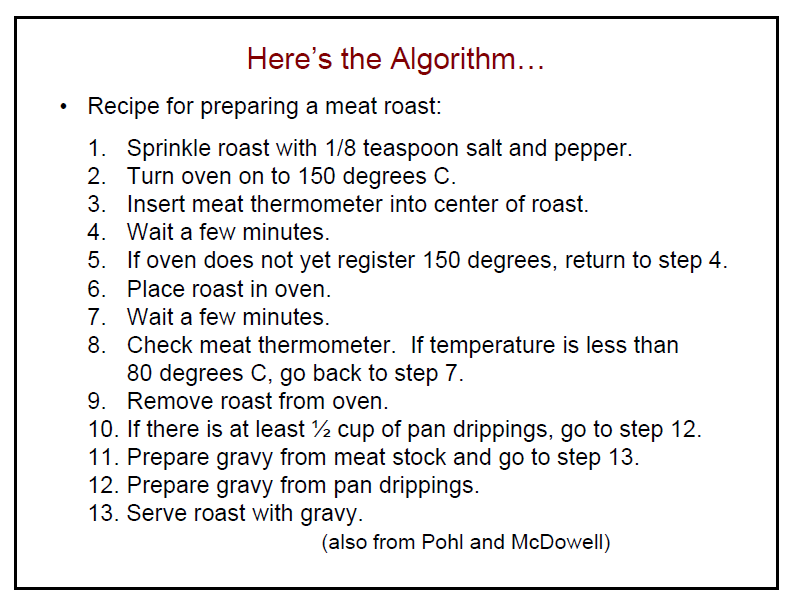 Here's the Algorithm…
• Recipe for preparing a meat roast:
1. Sprinkle roast with 1/8 teaspoon salt and pepper.
2. Turn oven on to 150 degrees C.
3. Insert meat thermometer into center of roast.
4. Wait a few minutes.
5. If oven does not yet register 150 degrees, return to step 4.
6. Place roast in oven.
7. Wait a few minutes.
8. Check meat thermometer. If temperature is less than
80 degrees C, go back to step 7.
9. Remove roast from oven.
10. If there is at least ½ cup of pan drippings, go to step 12.
11. Prepare gravy from meat stock and go to step 13.
12. Prepare gravy from pan drippings.
13. Serve roast with gravy.
(also from Pohl and McDowell)